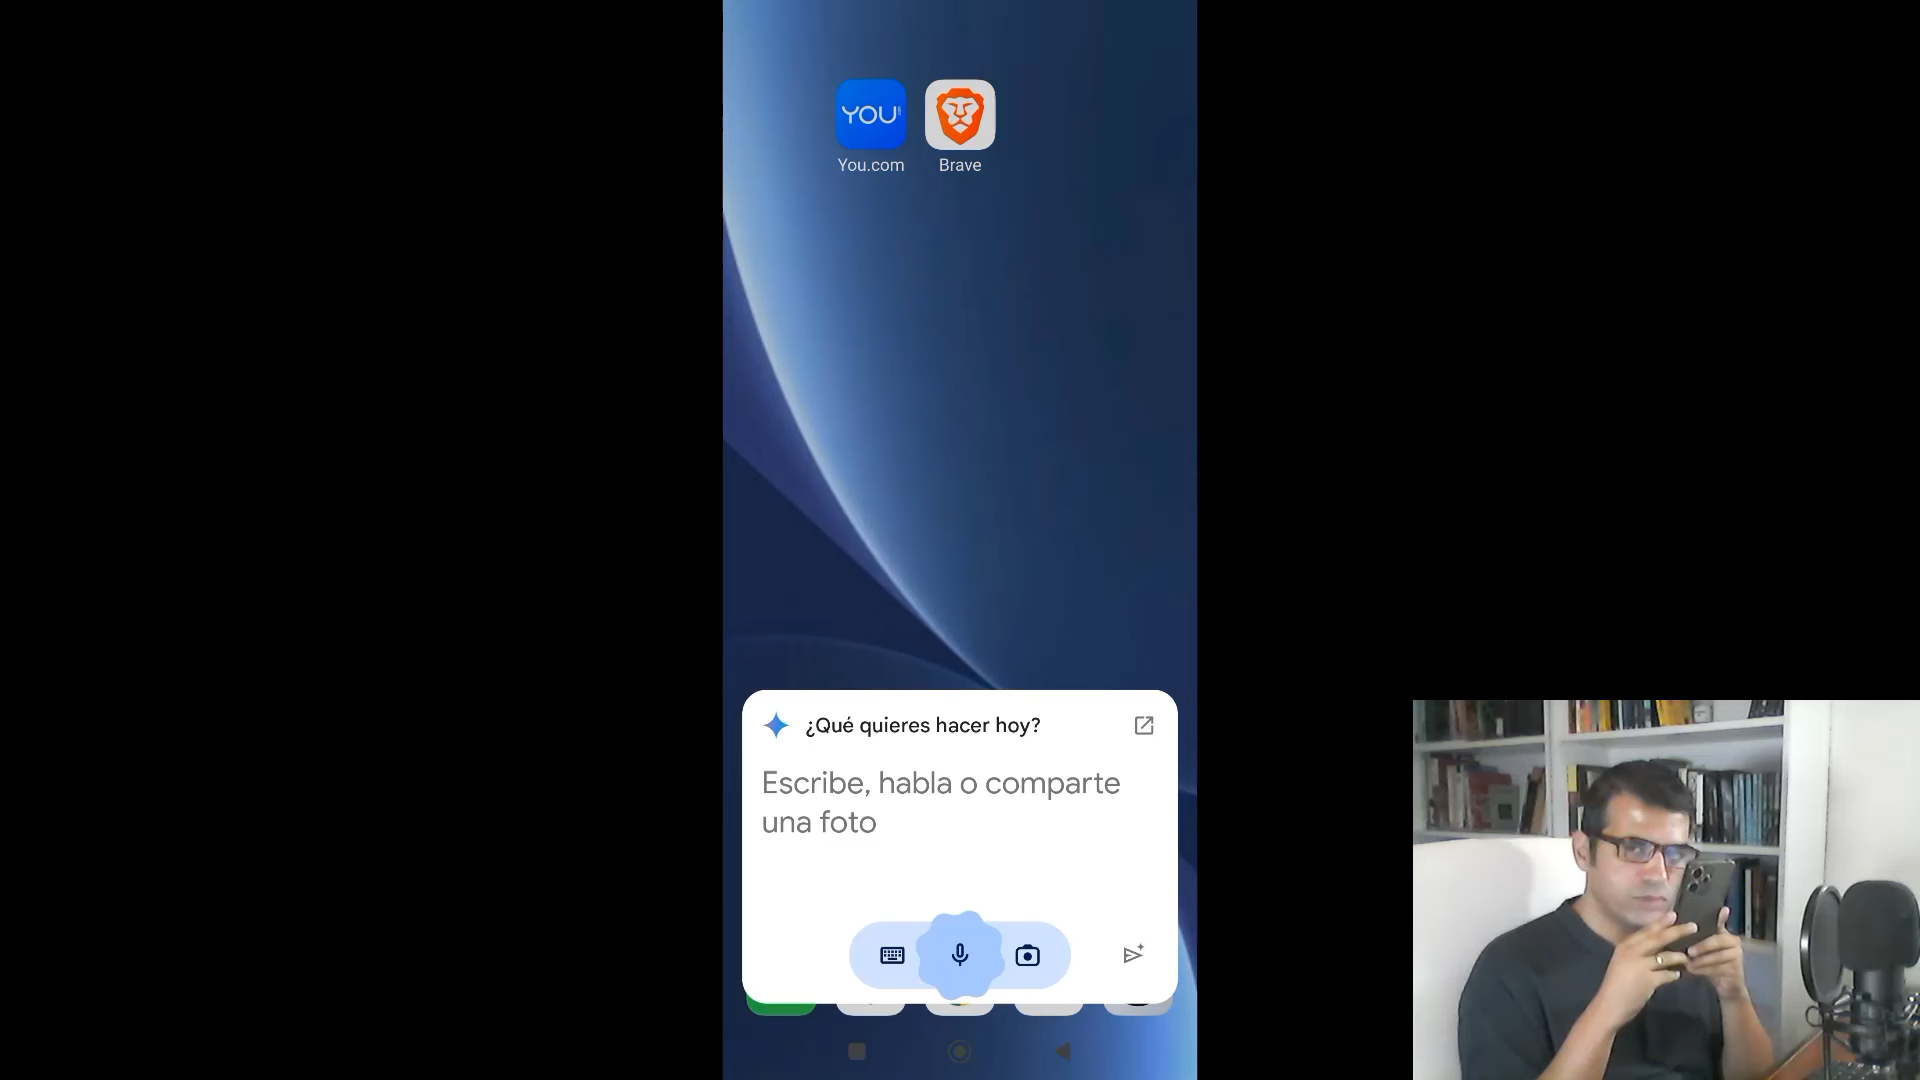 YOU
You.com
Brave
¿Qué quieres hacer hoy?
Escribe, habla o comparte
una foto